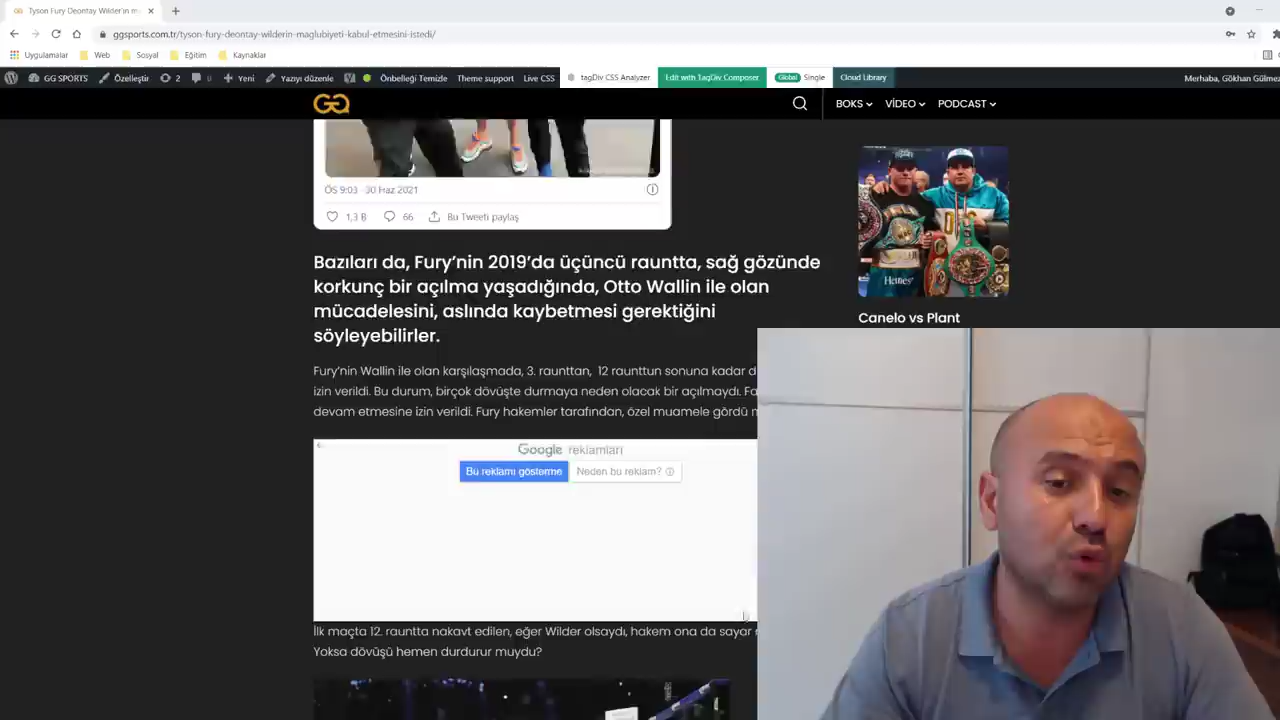 Tyson Fury Deontay Wilder'in m
ggsports.com.tr/tyson-fury-deontay-wilderin-maglubiyeti-kabul-etmesini-istedi/
Uygulamalar Web Sosyal Eğitim Kaynaklar
GG SPORTS Özelleştir 2 0 Yeni Yazıyı düzenle Önbelleği Temizle Theme support Live CSS tagDiv CSS Analyzer Edit with TagDiv Composer Global Single Cloud Library Merhaba, Gökhan Gülmez
GG BOKS VİDEO PODCAST
ÖS 9:03 · 30 Haz 2021
1,3 B 66 Bu Tweeti paylaş
Bazıları da, Fury'nin 2019'da üçüncü rauntta, sağ gözünde
korkunç bir açılma yaşadığında, Otto Wallin ile olan
mücadelesini, aslında kaybetmesi gerektiğini
söyleyebilirler.
Hennes
Canelo vs Plant
Fury'nin Wallin ile olan karşılaşmada, 3. raunttan, 12 raunttun sonuna kadar d
izin verildi. Bu durum, birçok dövüşte durmaya neden olacak bir açılmaydı. Fa
devam etmesine izin verildi. Fury hakemler tarafından, özel muamele gördü m
Google reklamları
Bu reklamı gösterme Neden bu reklam?
İlk maçta 12. rauntta nakavt edilen, eğer Wilder olsaydı, hakem ona da sayar
Yoksa dövüşü hemen durdurur muydu?